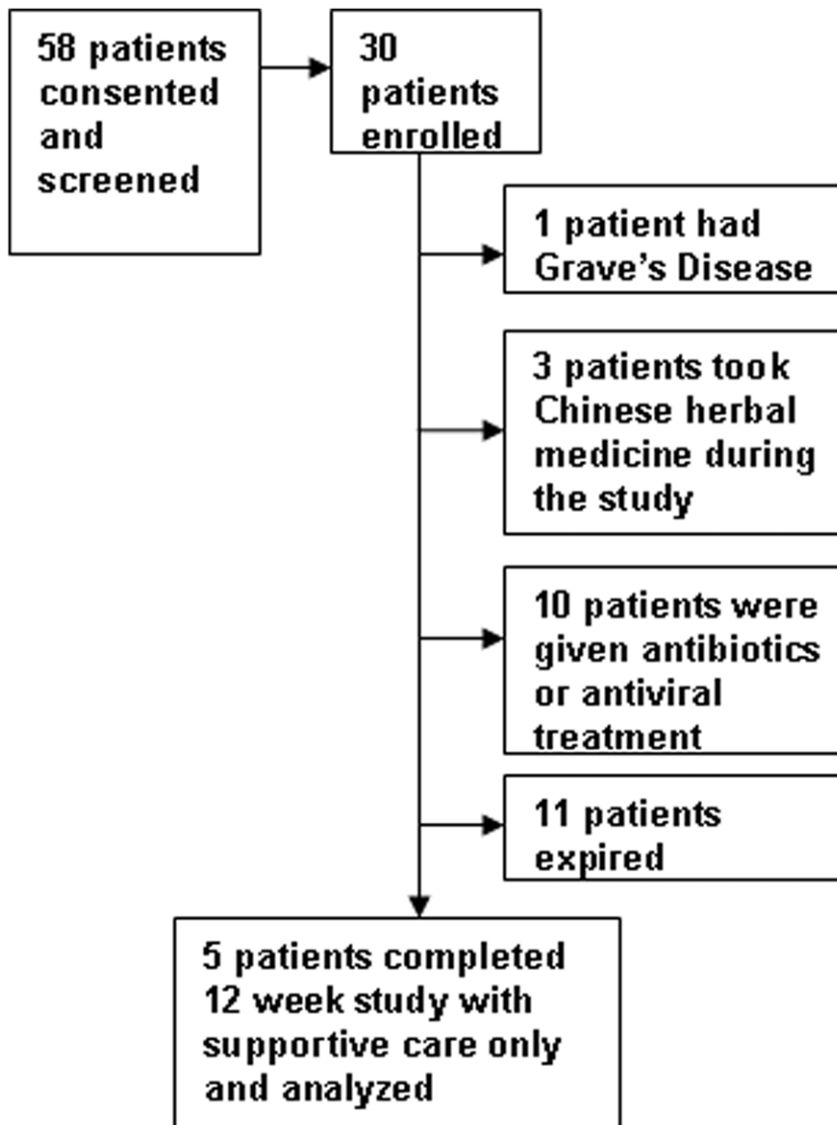 58 patients
consented
and
screened
30
patients
enrolled
1 patient had
Grave's Disease
3 patients took
Chinese herbal
medicine during
the study
10 patients were
given antibiotics
or antiviral
treatment
11 patients
expired
5 patients completed
12 week study with
supportive care only
and analyzed